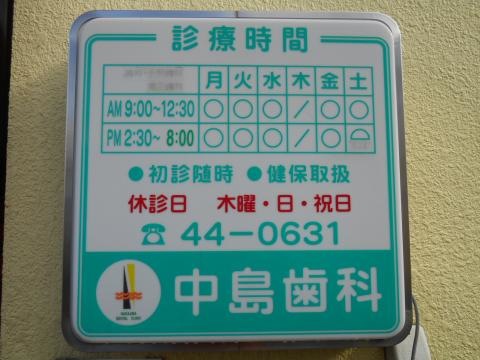 診療時間
月 火 水 木 金 土
AM 9:00~12:30 ○ ○ ○ / ○ ○ ○
PM 2:30~ 8:00 ○ ○ ○ / ○ ○
●初診随時 ●健保取扱
休診日 木曜・日・祝日
☎ 44-0631
中島歯科